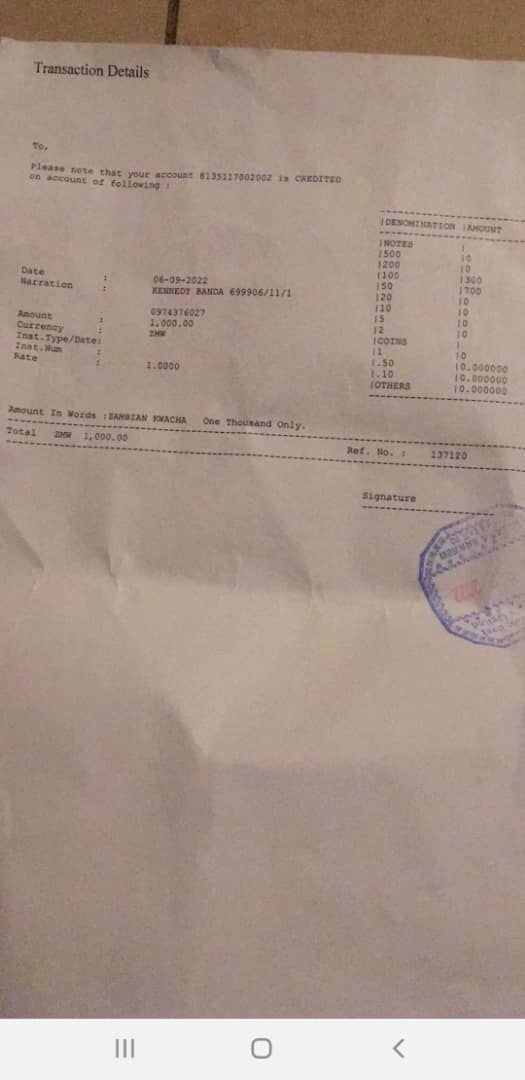 Transaction Details
To,
Please note that your account 8135117002002 is CREDITED
on account of following :
|DENOMINATION |AMOUNT
|NOTES |
|500 |0
|200 |0
|100 |300
|50 |700
|20 |0
|10 |0
|5 |0
|2 |0
|COINS |
|1 |0
|.50 |0.000000
|.10 |0.000000
|OTHERS |0.000000
Date : 06-09-2022
Narration : KENNEDY BANDA 699906/11/1
0974376027
Amount : 1,000.00
Currency : ZMW
Inst.Type/Date:
Inst.Num :
Rate : 1.0000
Amount In Words :ZAMBIAN KWACHA One Thousand Only.
Total ZMW 1,000.00 Ref. No. : 137120
Signature